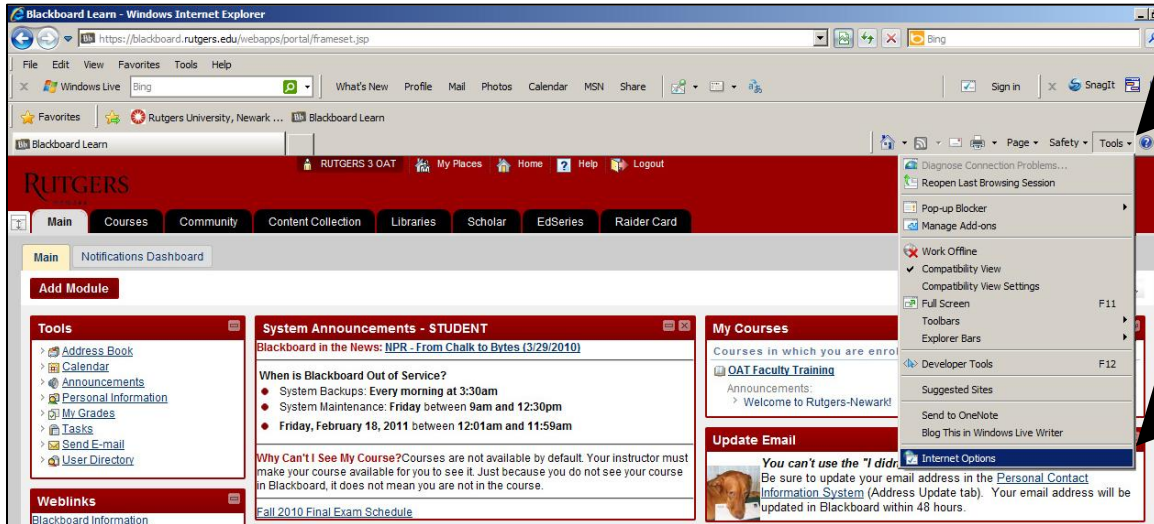 Blackboard Learn - Windows Internet Explorer
https://blackboard.rutgers.edu/webapps/portal/frameset.jsp
Bing
File Edit View Favorites Tools Help
Windows Live Bing What's New Profile Mail Photos Calendar MSN Share Sign in SnagIt
Favorites Rutgers University, Newark ... Blackboard Learn
Blackboard Learn Page Safety Tools
RUTGERS 3 OAT My Places Home Help Logout
RUTGERS
Main Courses Community Content Collection Libraries Scholar EdSeries Raider Card
Main Notifications Dashboard
Add Module
Tools
Address Book
Calendar
Announcements
Personal Information
My Grades
Tasks
Send E-mail
User Directory
Weblinks
Blackboard Information
System Announcements - STUDENT
Blackboard in the News: NPR - From Chalk to Bytes (3/29/2010)
When is Blackboard Out of Service?
System Backups: Every morning at 3:30am
System Maintenance: Friday between 9am and 12:30pm
Friday, February 18, 2011 between 12:01am and 11:59am
Why Can't I See My Course?Courses are not available by default. Your instructor must
make your course available for you to see it. Just because you do not see your course
in Blackboard, it does not mean you are not in the course.
Fall 2010 Final Exam Schedule
My Courses
Courses in which you are enrol
OAT Faculty Training
Announcements:
Welcome to Rutgers-Newark!
Update Email
You can't use the "I didn
Be sure to update your email address in the Personal Contact
Information System (Address Update tab). Your email address will be
updated in Blackboard within 48 hours.
Diagnose Connection Problems...
Reopen Last Browsing Session
Pop-up Blocker
Manage Add-ons
Work Offline
Compatibility View
Compatibility View Settings
Full Screen F11
Toolbars
Explorer Bars
Developer Tools F12
Suggested Sites
Send to OneNote
Blog This in Windows Live Writer
Internet Options